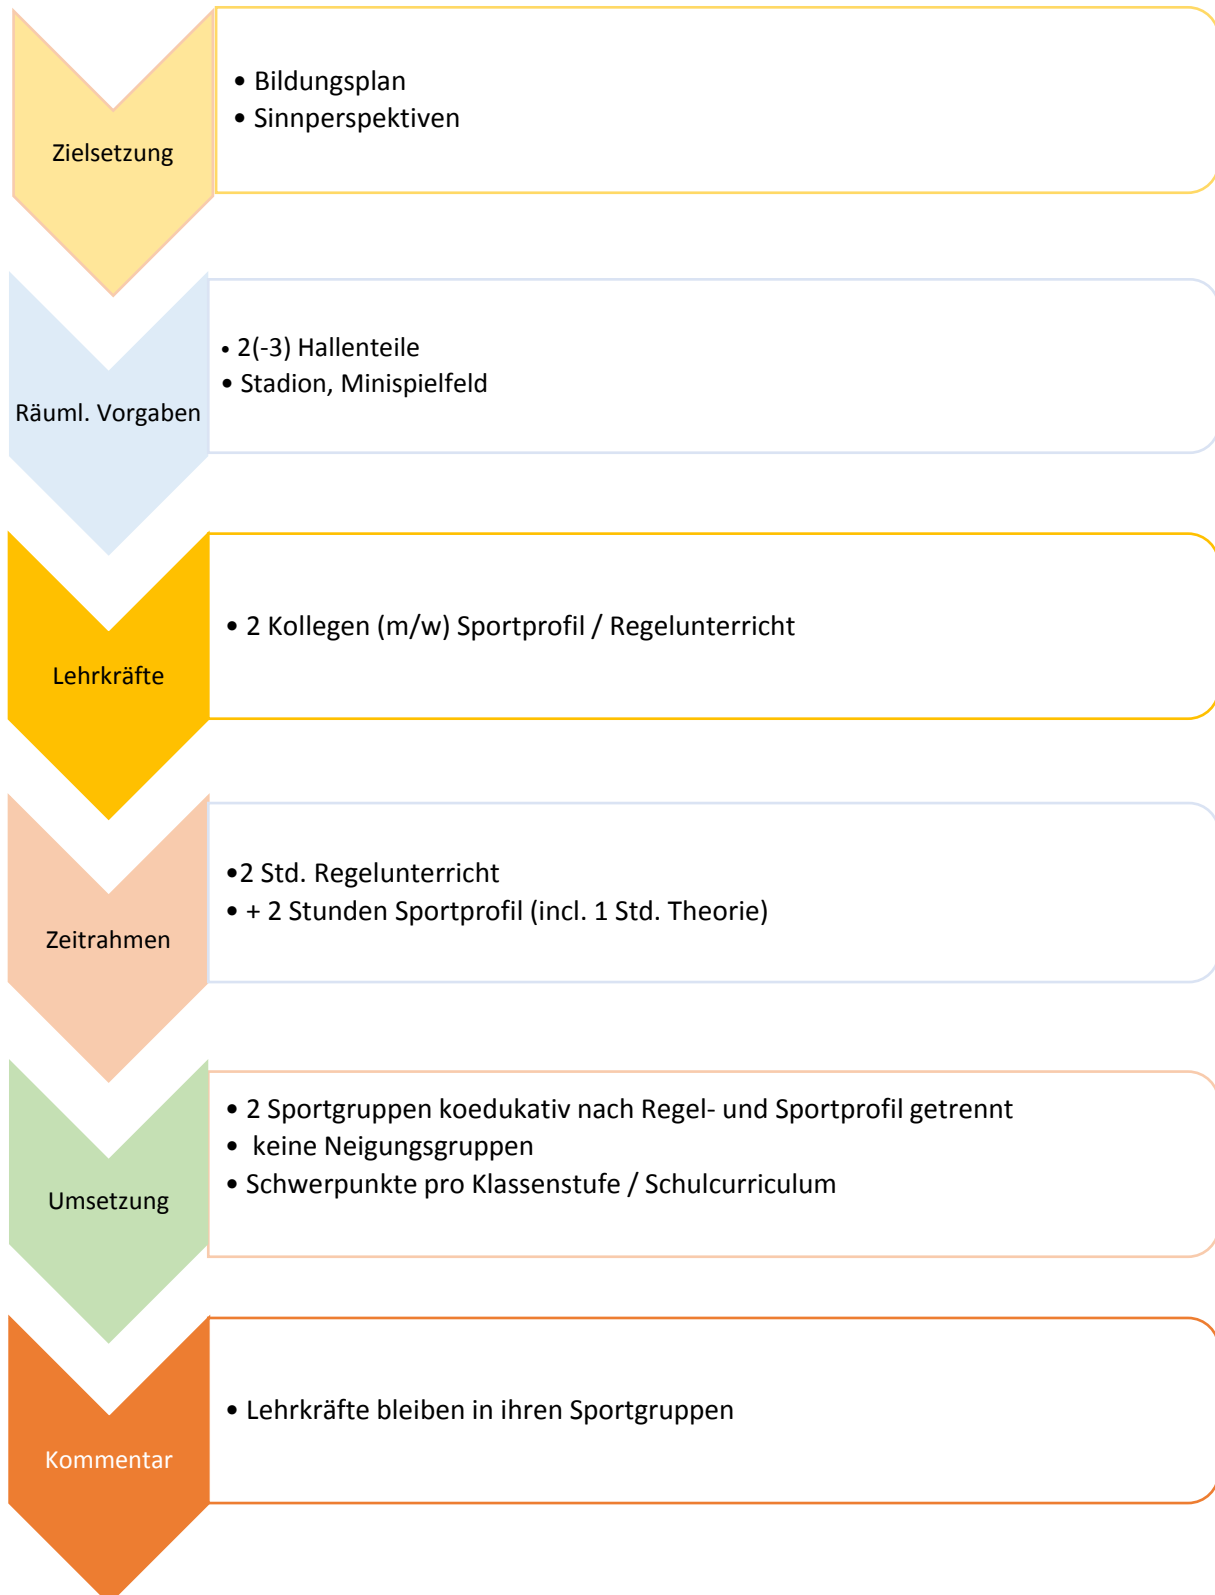 Zielsetzung
• Bildungsplan
• Sinnperspektiven
Räuml. Vorgaben
• 2(-3) Hallenteile
• Stadion, Minispielfeld
Lehrkräfte
• 2 Kollegen (m/w) Sportprofil / Regelunterricht
Zeitrahmen
•2 Std. Regelunterricht
• + 2 Stunden Sportprofil (incl. 1 Std. Theorie)
Umsetzung
• 2 Sportgruppen koedukativ nach Regel- und Sportprofil getrennt
• keine Neigungsgruppen
• Schwerpunkte pro Klassenstufe / Schulcurriculum
Kommentar
• Lehrkräfte bleiben in ihren Sportgruppen